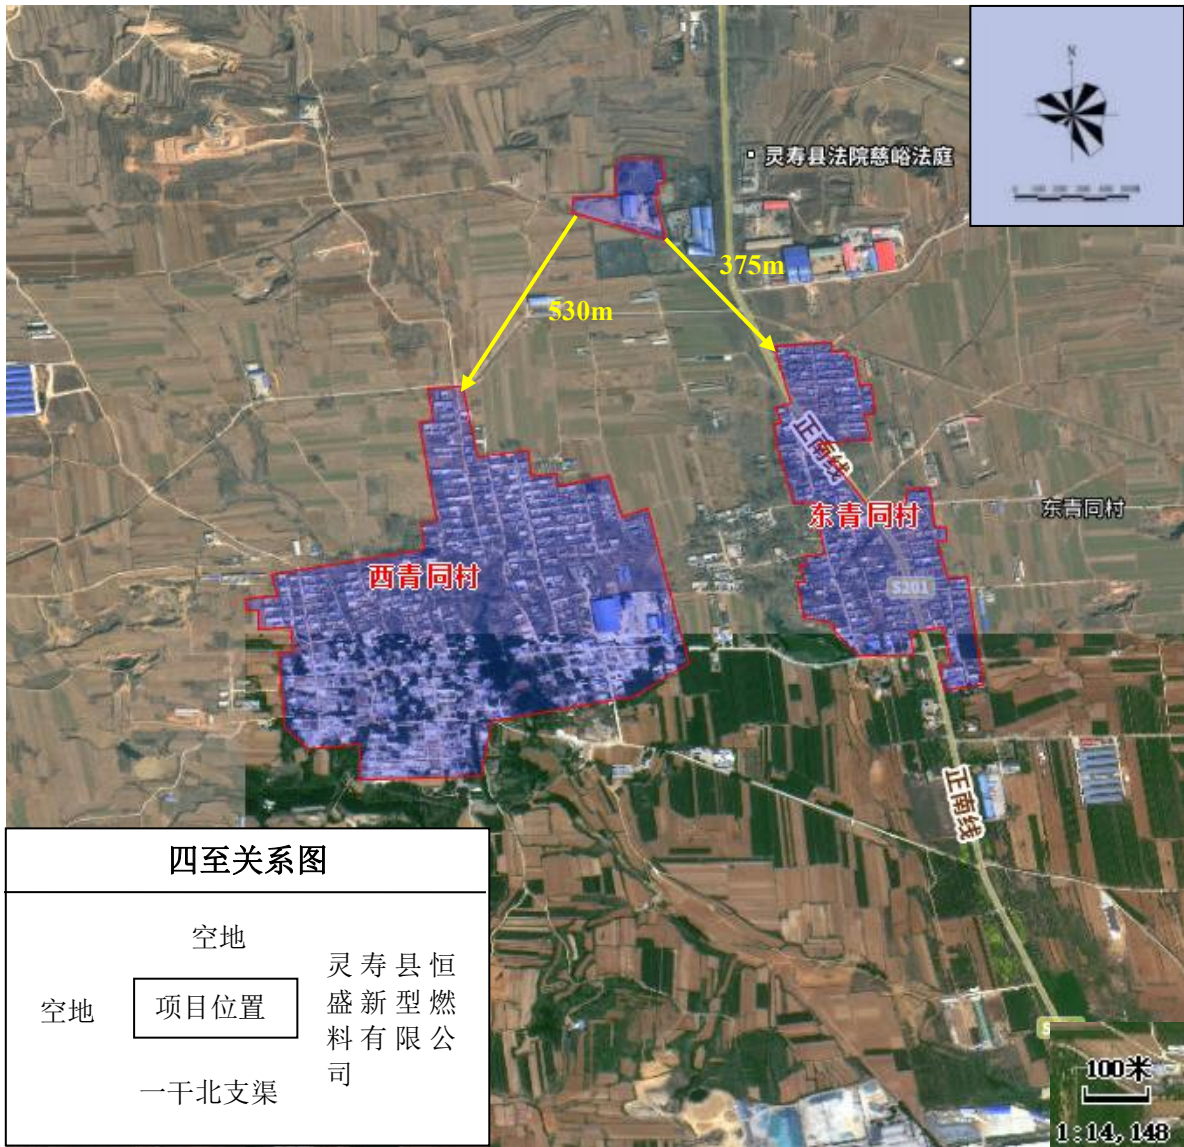 N
灵寿县法院慈峪法庭
375m
530m
正南线
东青同村
东青同村
西青同村
S201
正南线
四至关系图
空地
空地
项目位置
灵寿县恒
盛新型燃
料有限公
司
一干北支渠
100米
1:14,148